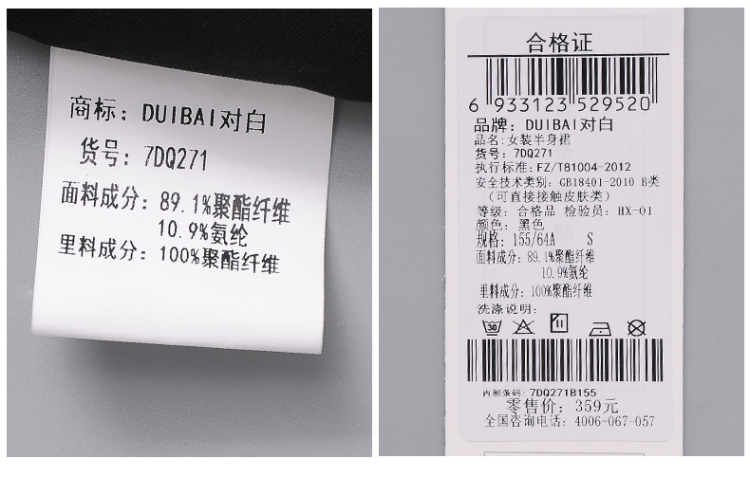 商标：DUIBAI对白
货号：7DQ271
面料成分：89.1%聚酯纤维
10.9%氨纶
里料成分：100%聚酯纤维
合格证
6 933123 529520
品牌：DUIBAI对白
品名:女装半身裙
货号：7DQ271
执行标准:FZ/T81004-2012
安全技术类别：GB18401-2010 B类
（可直接接触皮肤类）
等级：合格品 检验员：HX-01
颜色：黑色
规格：155/64A S
面料成分：89.1%聚酯纤维
10.9%氨纶
里料成分：100%聚酯纤维
洗涤说明：
30
内部条码：7DQ271B155
零售价：359元
全国咨询电话：4006-067-057